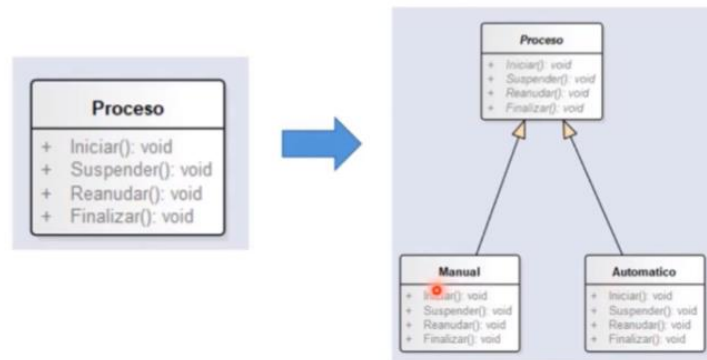 Proceso
+ Iniciar(): void
+ Suspender(): void
+ Reanudar(): void
+ Finalizar(): void
Proceso
+ Iniciar(): void
+ Suspender(): void
+ Reanudar(): void
+ Finalizar(): void
Manual
+ Iniciar(): void
+ Suspender(): void
+ Reanudar(): void
+ Finalizar(): void
Automatico
+ Iniciar(): void
+ Suspender(): void
+ Reanudar(): void
+ Finalizar(): void